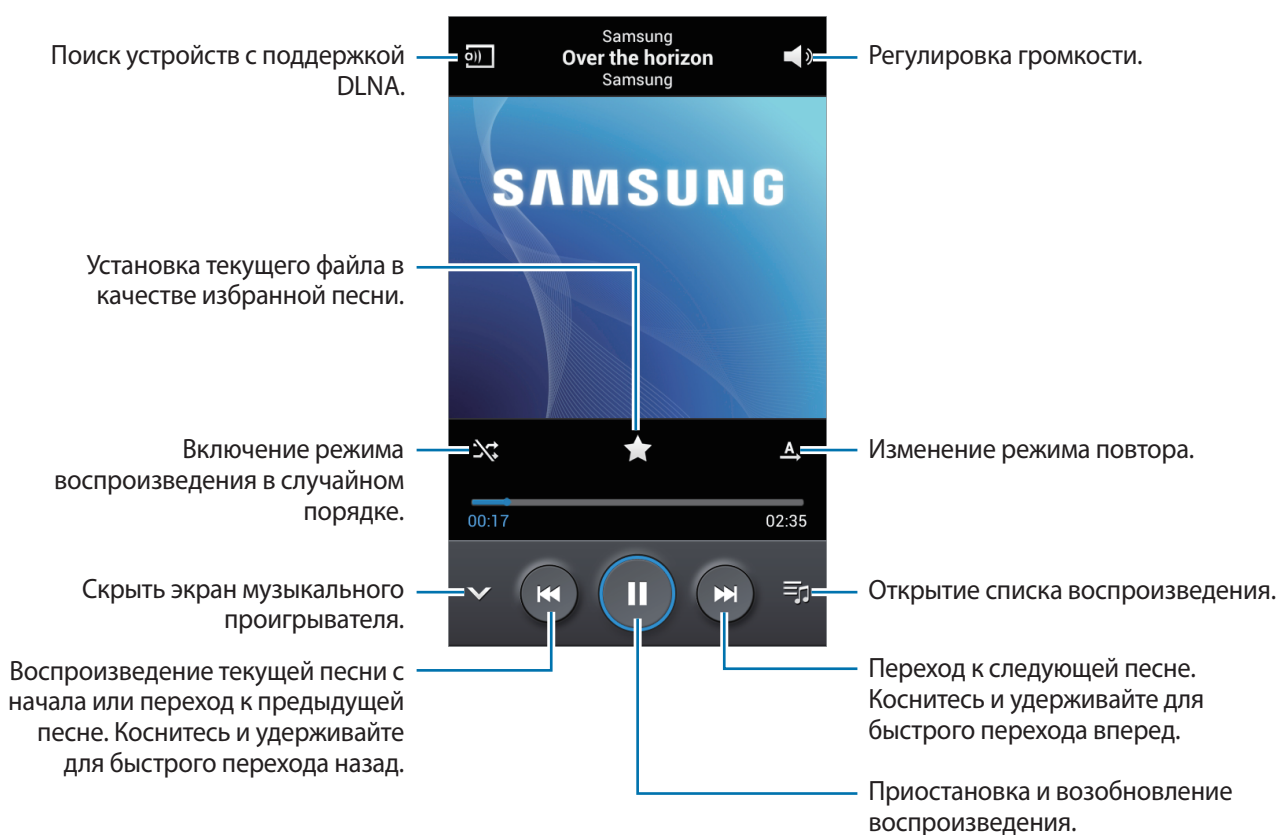 Поиск устройств с поддержкой
DLNA.
Samsung
Over the horizon
Samsung
Регулировка громкости.
SAMSUNG
Установка текущего файла в
качестве избранной песни.
Включение режима
воспроизведения в случайном
порядке.
A
Изменение режима повтора.
00:17
02:35
Скрыть экран музыкального
проигрывателя.
Открытие списка воспроизведения.
Воспроизведение текущей песни с
начала или переход к предыдущей
песне. Коснитесь и удерживайте
для быстрого перехода назад.
Переход к следующей песне.
Коснитесь и удерживайте для
быстрого перехода вперед.
Приостановка и возобновление
воспроизведения.